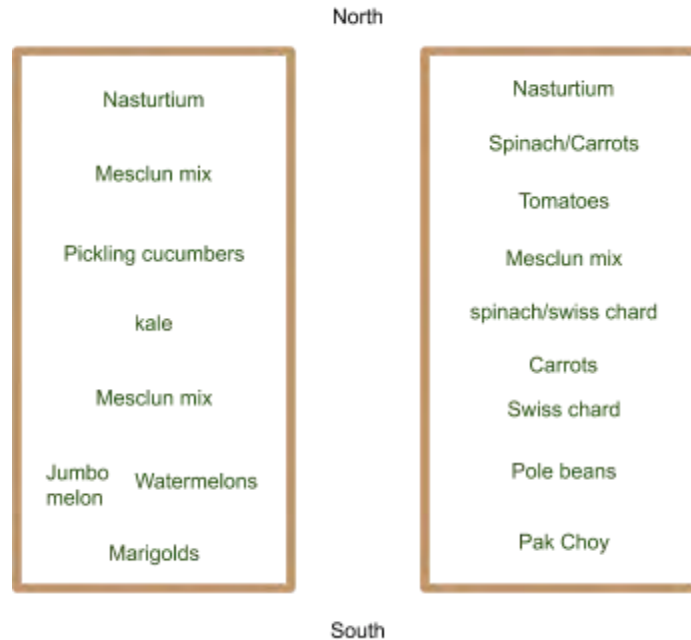 North
Nasturtium
Mesclun mix
Pickling cucumbers
kale
Mesclun mix
Jumbo
melon
Watermelons
Marigolds
Nasturtium
Spinach/Carrots
Tomatoes
Mesclun mix
spinach/swiss chard
Carrots
Swiss chard
Pole beans
Pak Choy
South